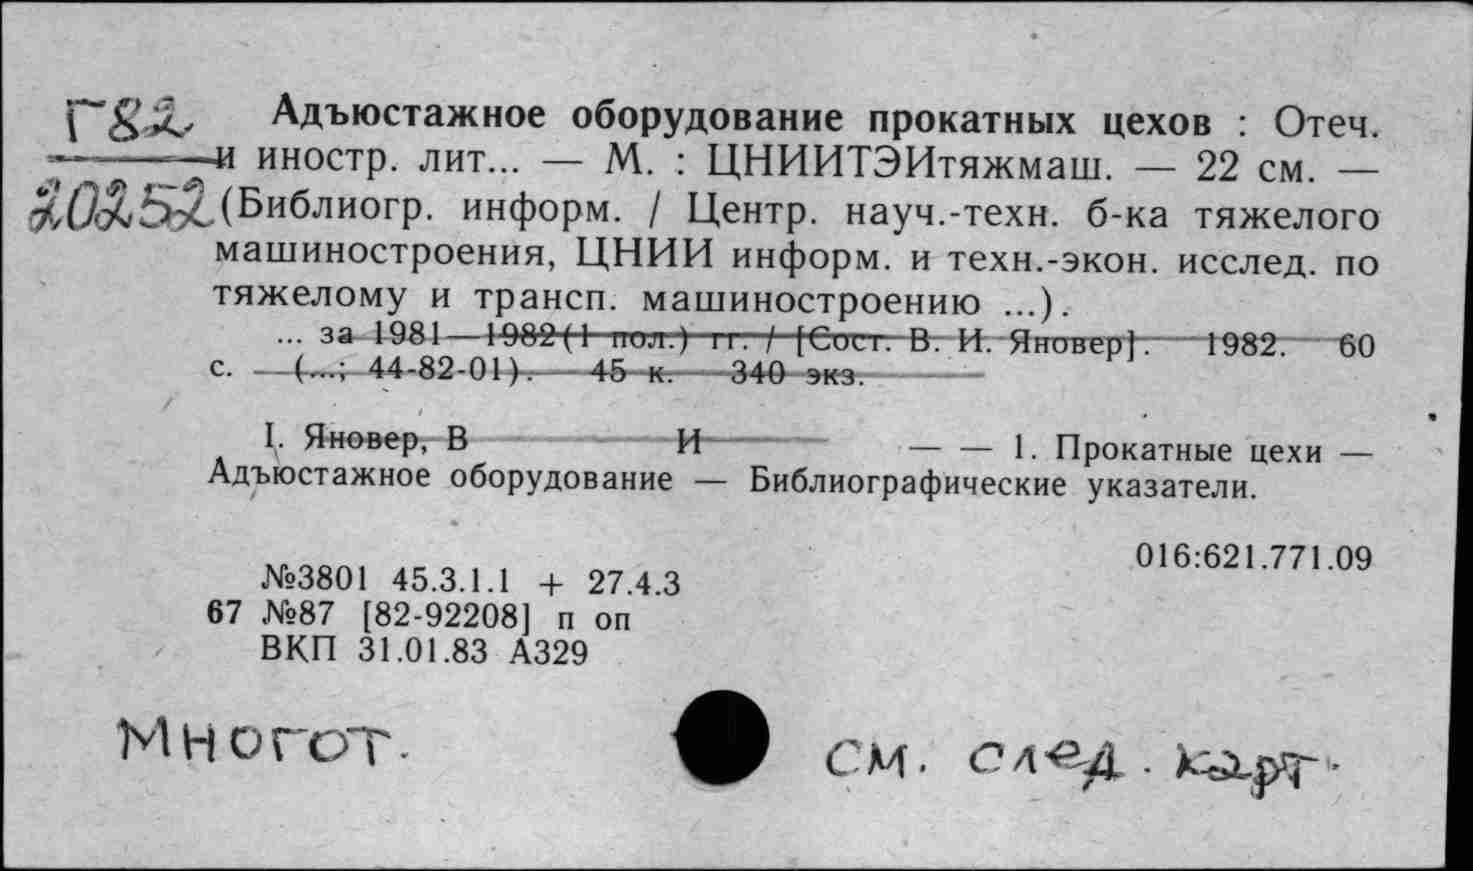 Г82
20252
Адъюстажное оборудование прокатных цехов : Отеч.
и иностр. лит... — М. : ЦНИИТЭИтяжмаш. — 22 см. —
(Библиогр. информ. / Центр. науч.-техн. б-ка тяжелого
машиностроения, ЦНИИ информ. и техн.-экон. исслед. по
тяжелому и трансп. машиностроению ...).
... за 1981—1982(1 пол.) гг. / [Сост. В. И. Яновер]. 1982. 60
с. — (...; 44-82-01). 45 к. 340 экз.
I. Яновер, В И — — 1. Прокатные цехи —
Адъюстажное оборудование — Библиографические указатели.
016:621.771.09
№3801 45.3.1.1 + 27.4.3
67 №87 [82-92208] п оп
ВКП 31.01.83 А329
Многот.
см. след. карт.